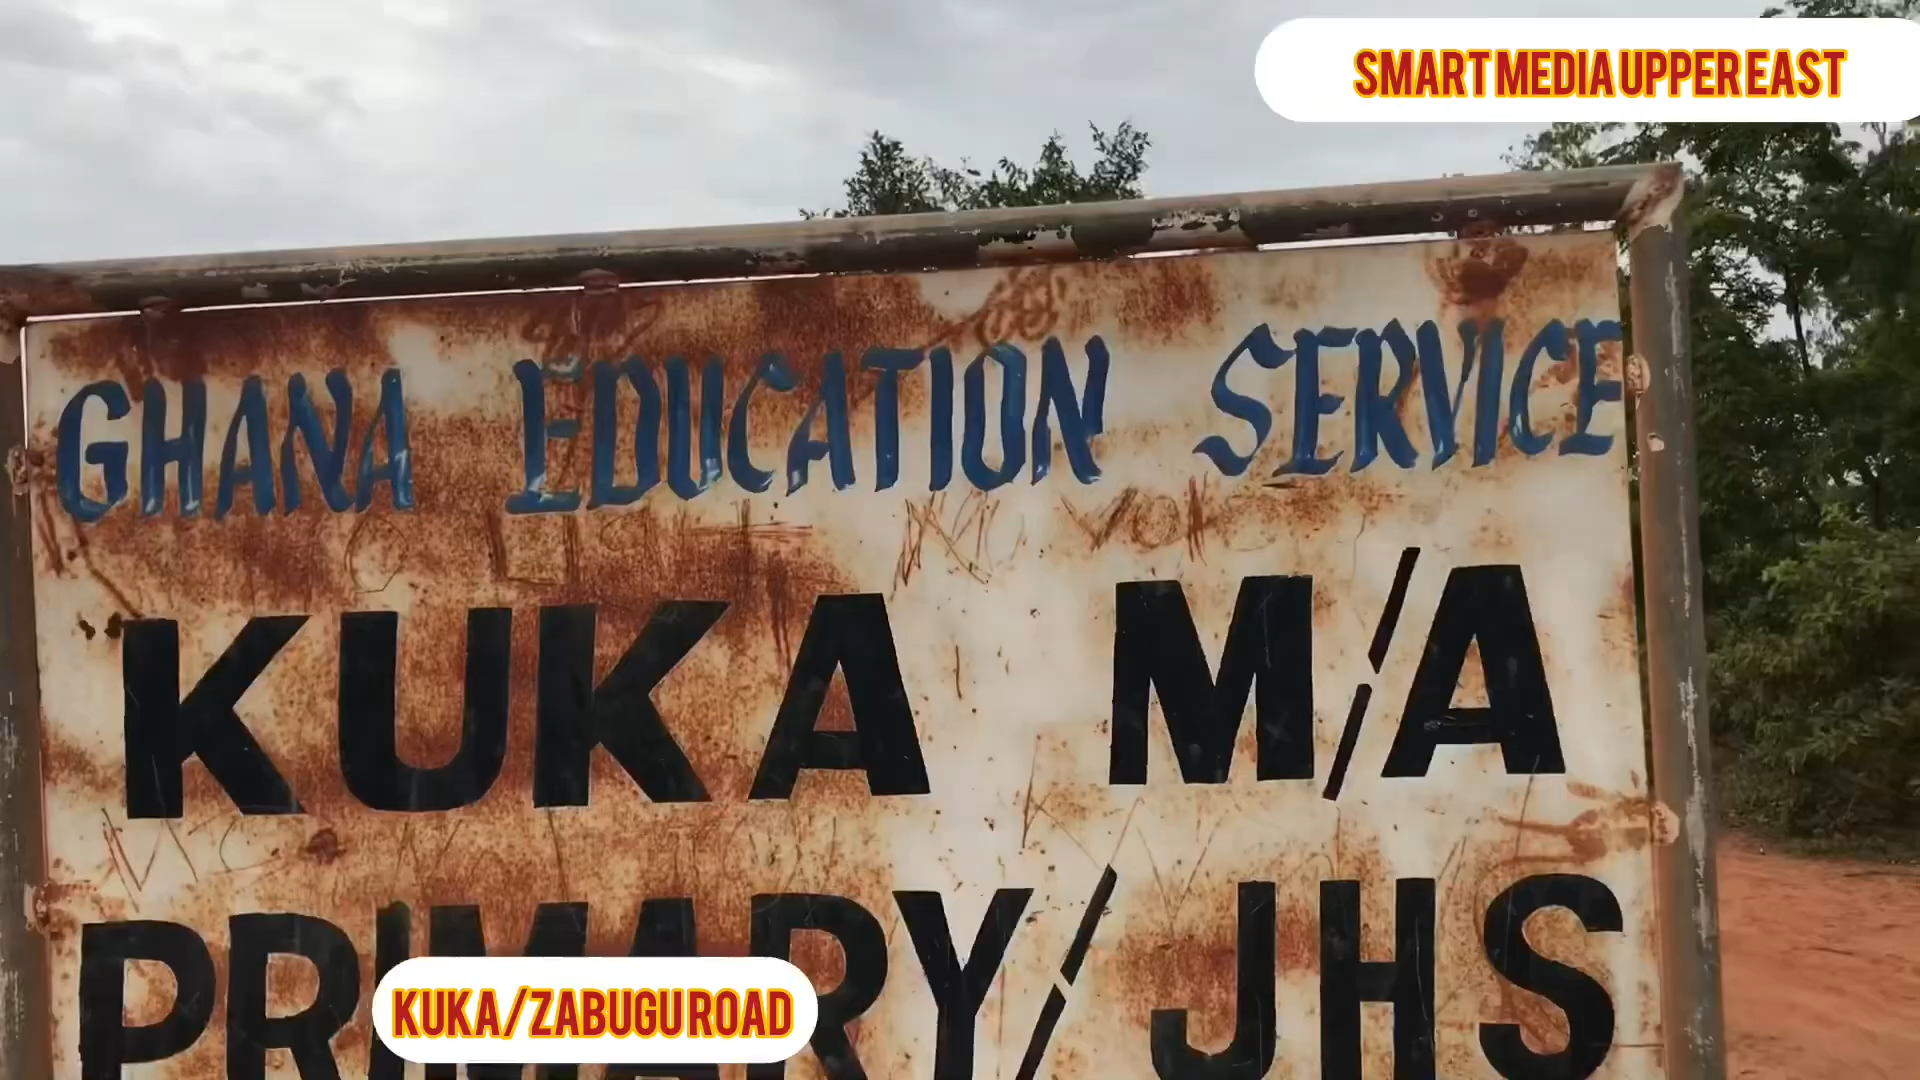 SMART MEDIA UPPER EAST
GHANA EDUCATION SERVICE
KUKA M/A
PRIMARY/JHS
KUKA/ZABUGU ROAD